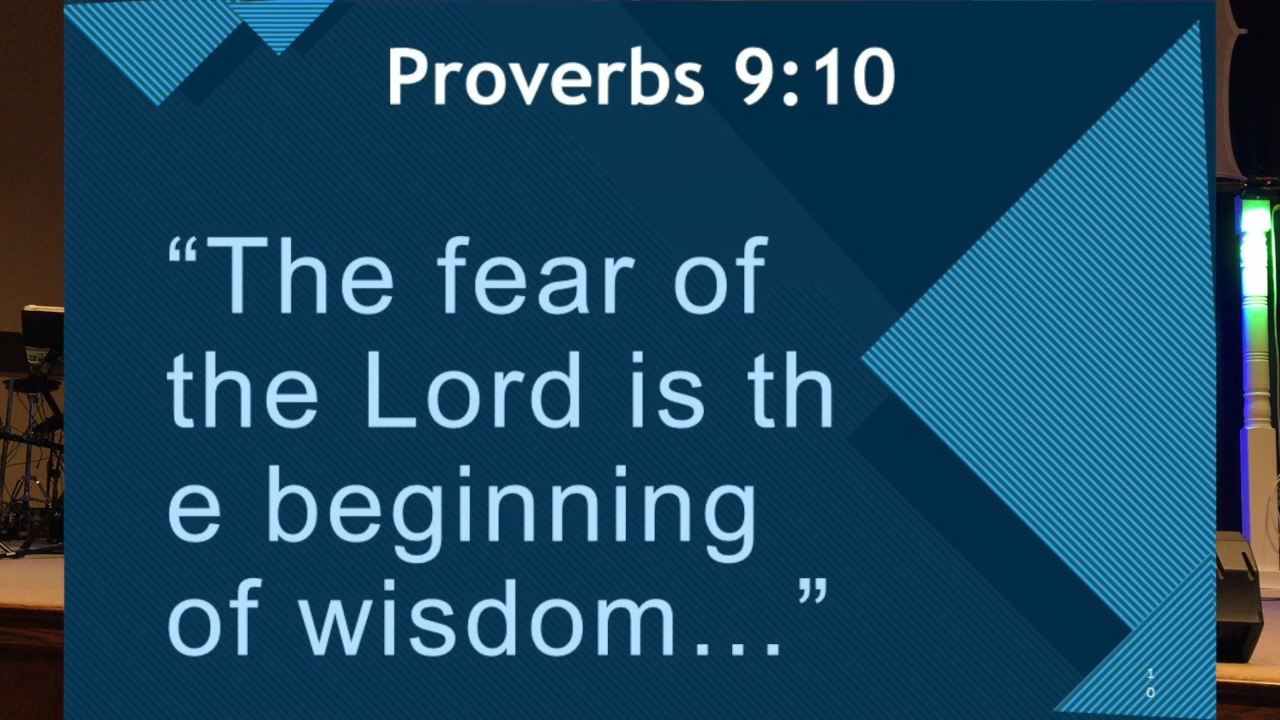 Proverbs 9:10
“The fear of
the Lord is th
e beginning
of wisdom…”
1
0